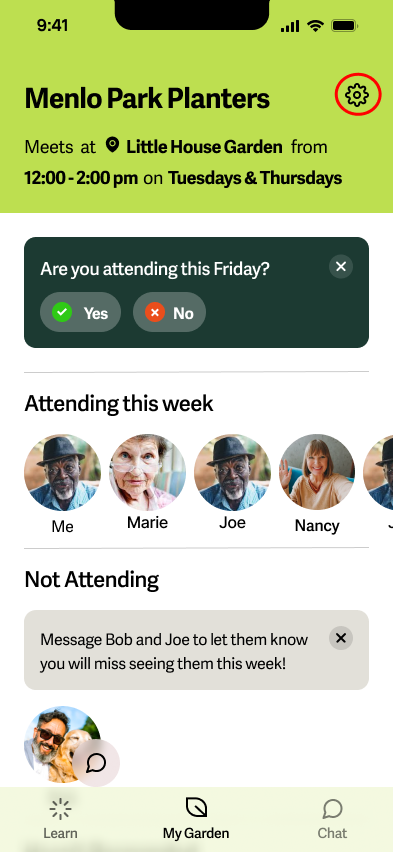 9:41
Menlo Park Planters
Meets at Little House Garden from
12:00 - 2:00 pm on Tuesdays & Thursdays
Are you attending this Friday?
Yes No
Attending this week
Me Marie Joe Nancy
Not Attending
Message Bob and Joe to let them know
you will miss seeing them this week!
Learn My Garden Chat